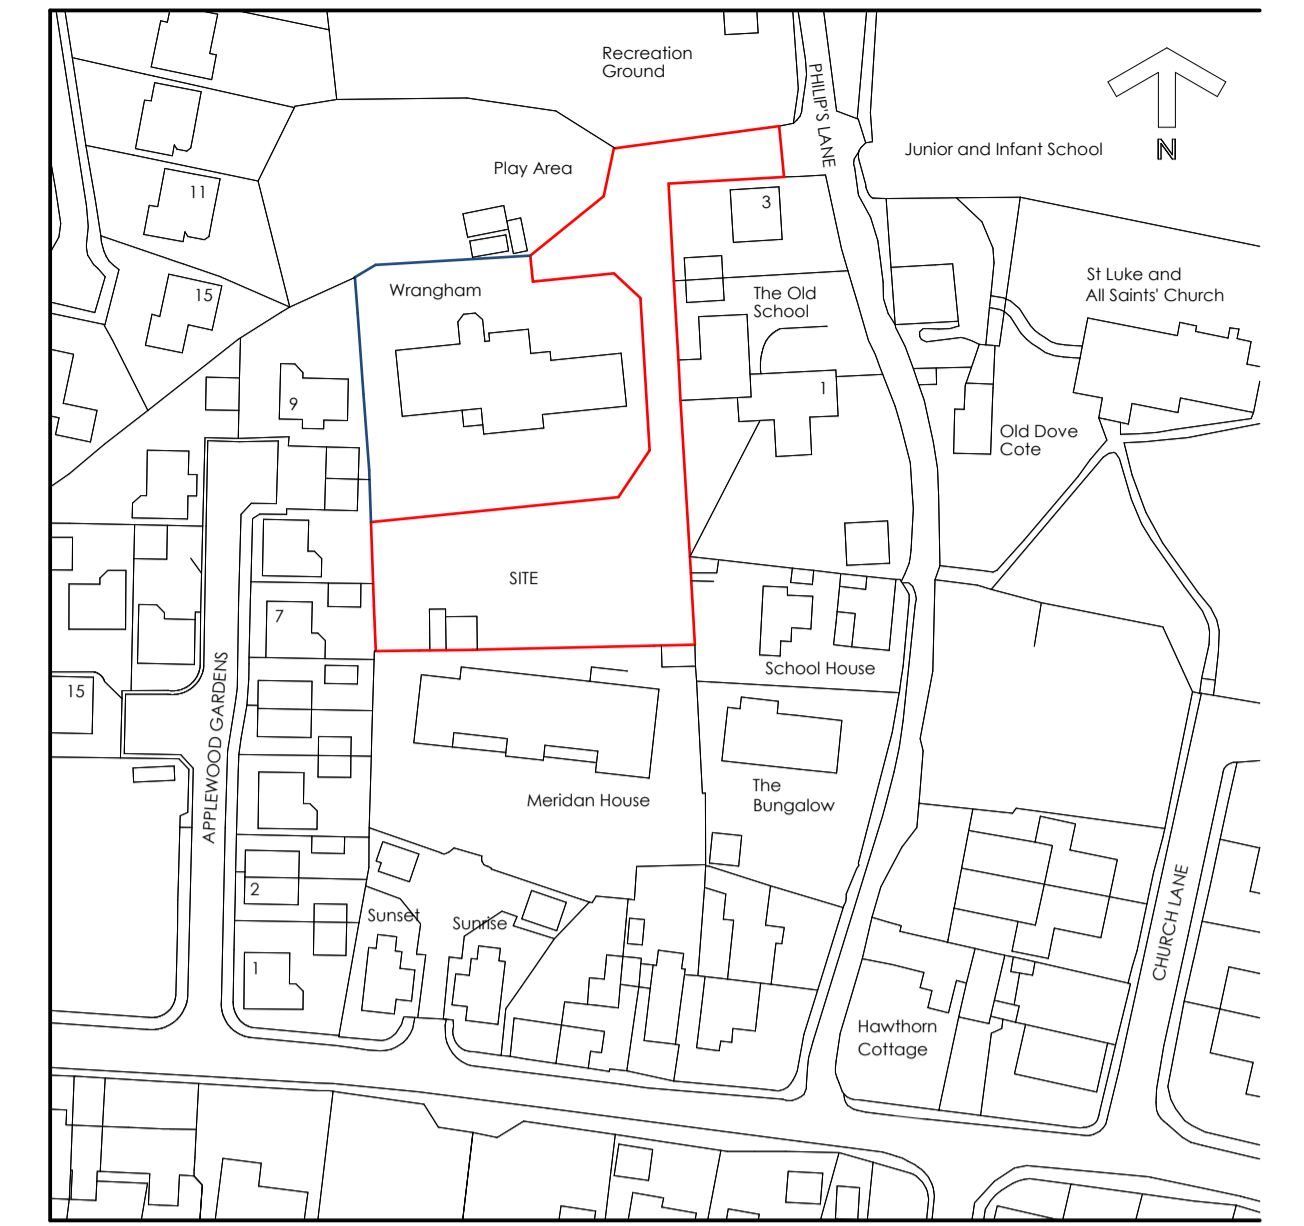 Recreation
Ground
PHILIP'S LANE
N
Junior and Infant School
Play Area
11
3
15
Wrangham
The Old
School
St Luke and
All Saints' Church
9
1
Old Dove
Cote
SITE
7
School House
15
APPLEWOOD GARDENS
Meridan House
The
Bungalow
2
Sunset
Sunrise
CHURCH LANE
1
Hawthorn
Cottage